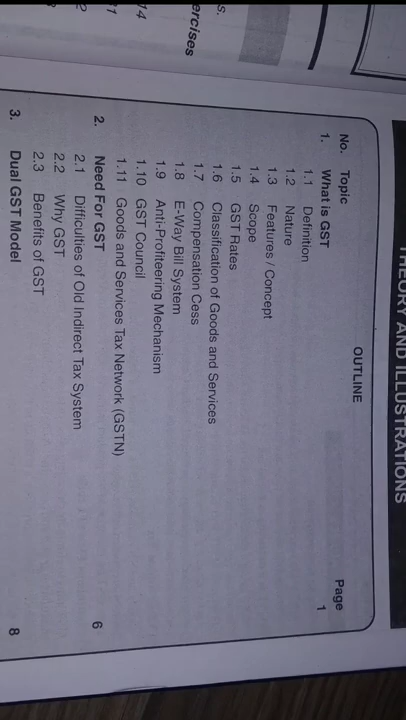 THEORY AND ILLUSTRATIONS
OUTLINE
No. Topic Page
1. What is GST 1
1.1 Definition
1.2 Nature
1.3 Features / Concept
1.4 Scope
1.5 GST Rates
1.6 Classification of Goods and Services
1.7 Compensation Cess
1.8 E-Way Bill System
1.9 Anti-Profiteering Mechanism
1.10 GST Council
1.11 Goods and Services Tax Network (GSTN)
2. Need For GST 6
2.1 Difficulties of Old Indirect Tax System
2.2 Why GST
2.3 Benefits of GST
3. Dual GST Model 8
s.
ercises
14